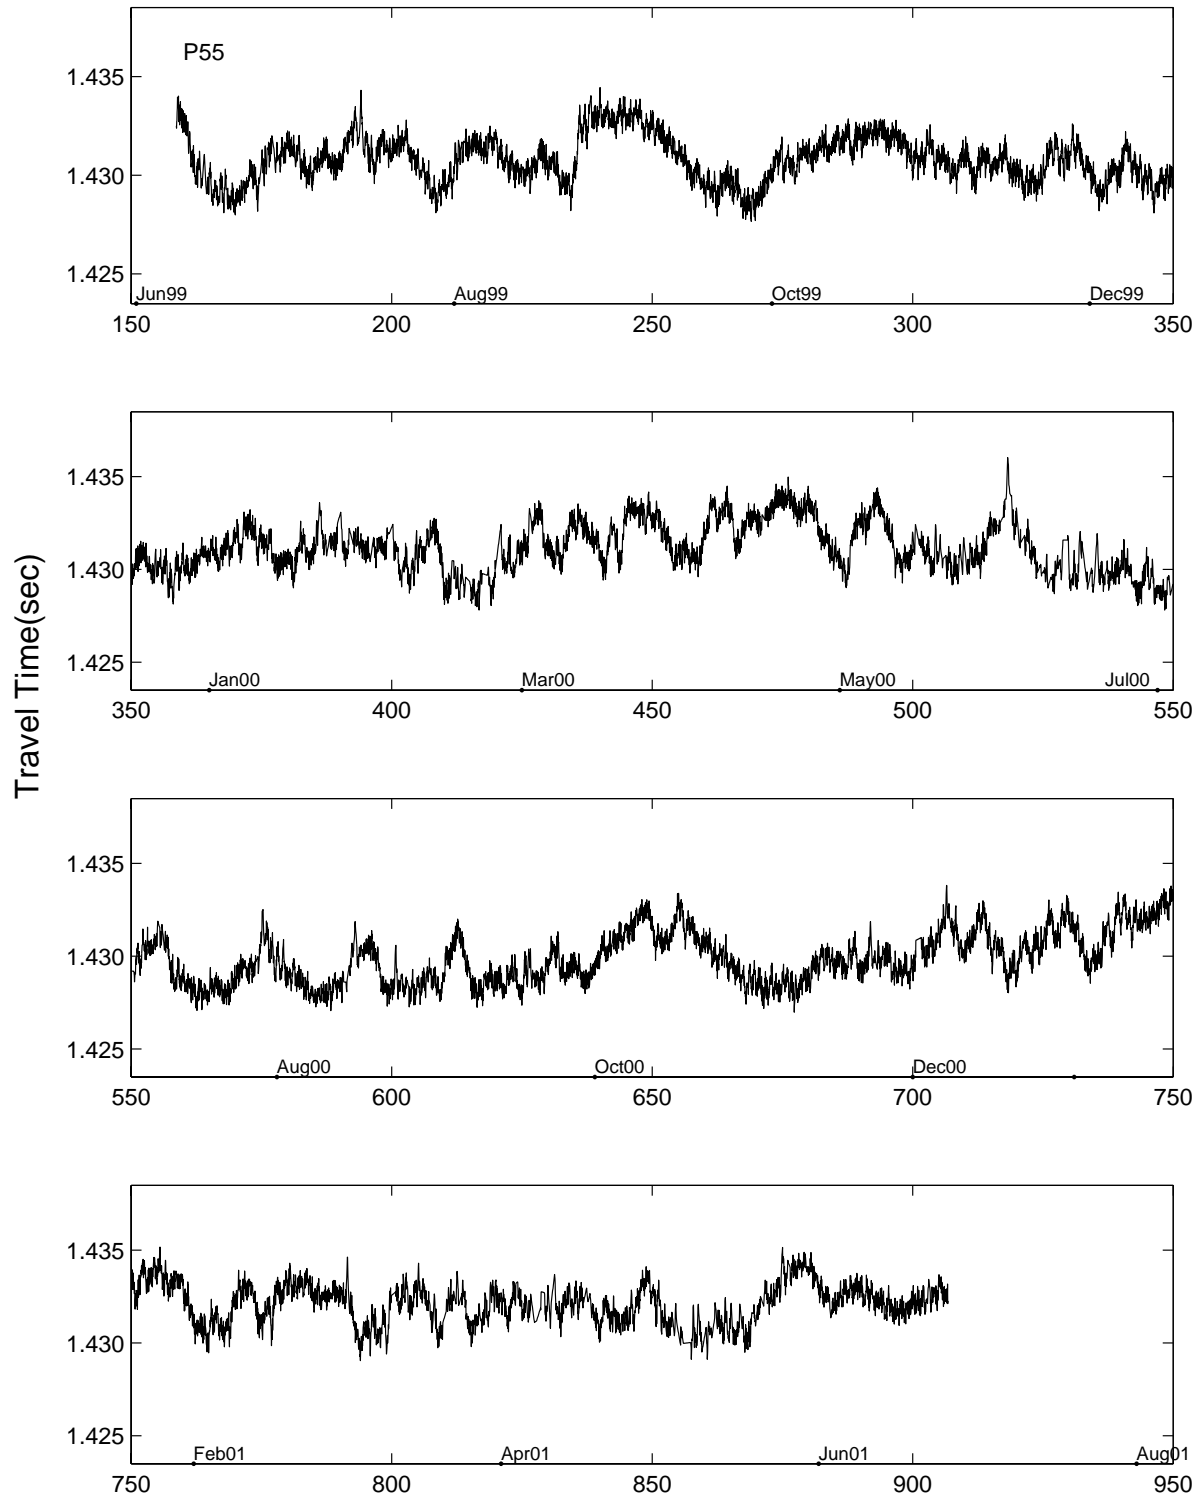 Travel Time(sec)
P55
1.435
1.430
1.425
Jun99 Aug99 Oct99 Dec99
150 200 250 300 350
1.435
1.430
1.425
Jan00 Mar00 May00 Jul00
350 400 450 500 550
1.435
1.430
1.425
Aug00 Oct00 Dec00
550 600 650 700 750
1.435
1.430
1.425
Feb01 Apr01 Jun01 Aug01
750 800 850 900 950